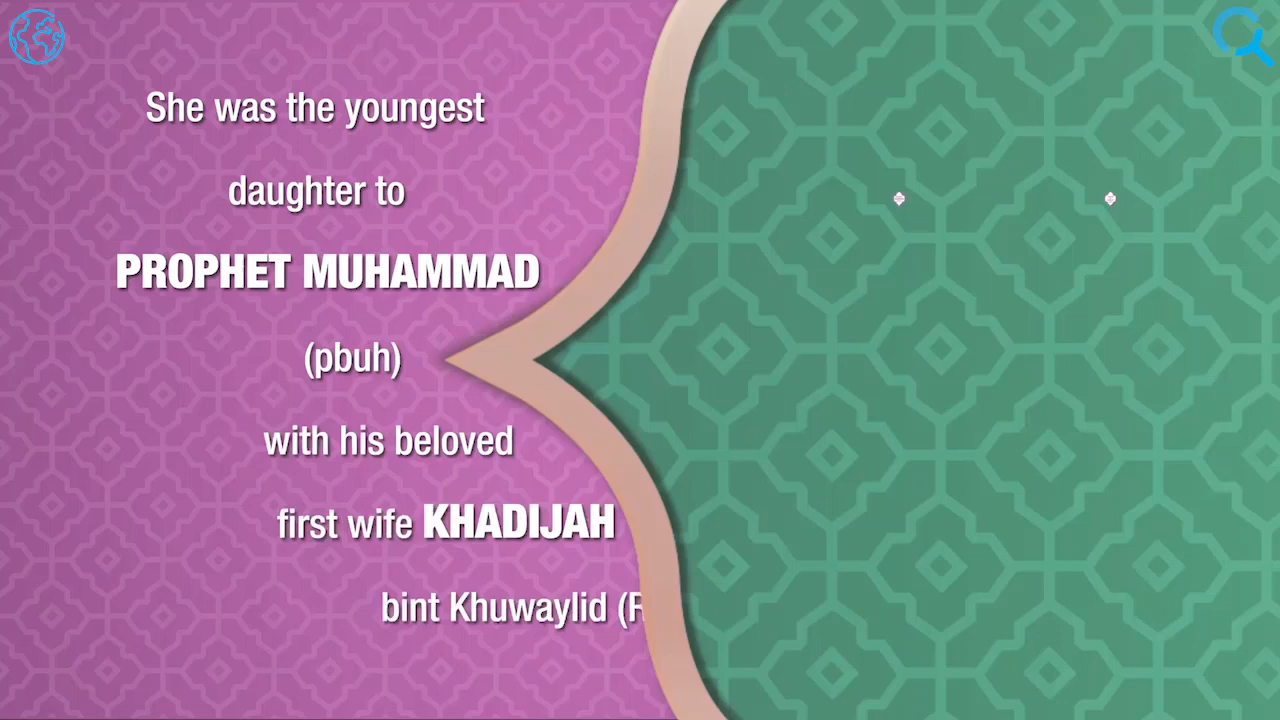 She was the youngest
daughter to
PROPHET MUHAMMAD
(pbuh)
with his beloved
first wife KHADIJAH
bint Khuwaylid